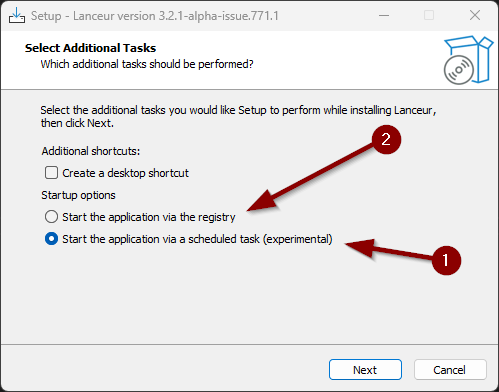 Setup - Lanceur version 3.2.1-alpha-issue.771.1
Select Additional Tasks
Which additional tasks should be performed?
Select the additional tasks you would like Setup to perform while installing Lanceur,
then click Next.
2
Additional shortcuts:
Create a desktop shortcut
Startup options
Start the application via the registry
Start the application via a scheduled task (experimental)
1
Next
Cancel